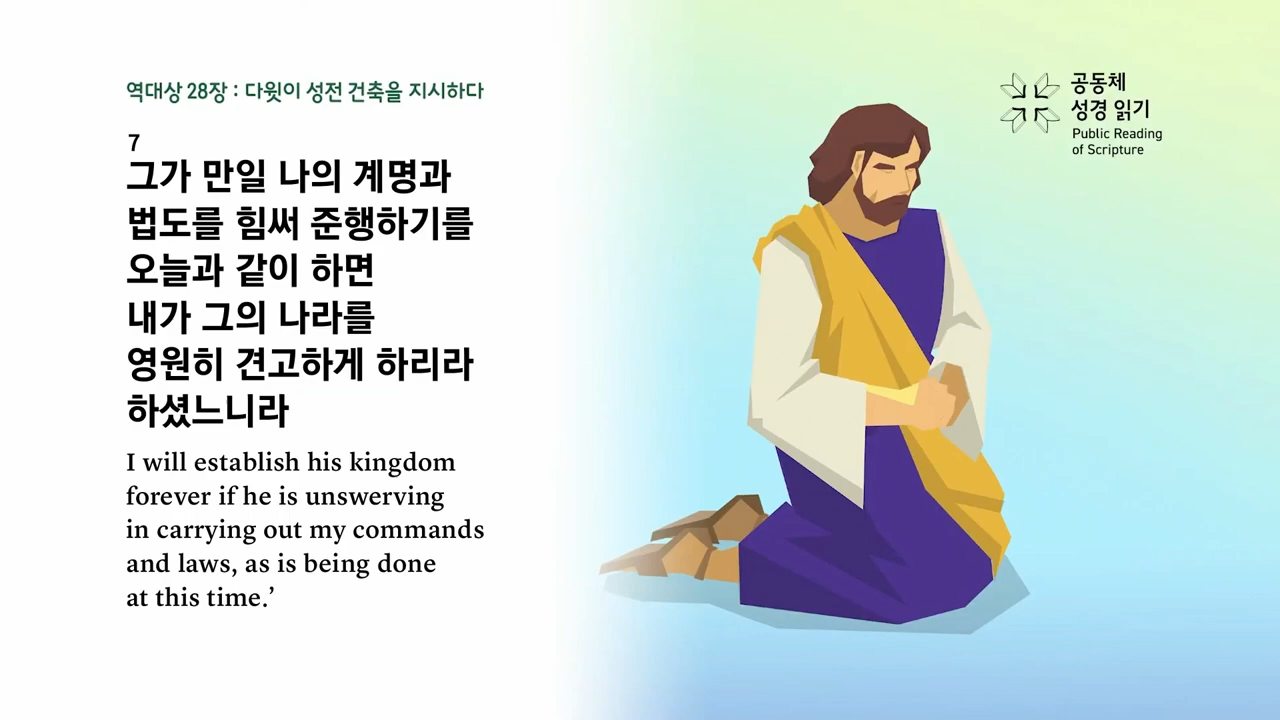 역대상 28장 : 다윗이 성전 건축을 지시하다
7
그가 만일 나의 계명과
법도를 힘써 준행하기를
오늘과 같이 하면
내가 그의 나라를
영원히 견고하게 하리라
하셨느니라
I will establish his kingdom
forever if he is unswerving
in carrying out my commands
and laws, as is being done
at this time.’
공동체
성경 읽기
Public Reading
of Scripture